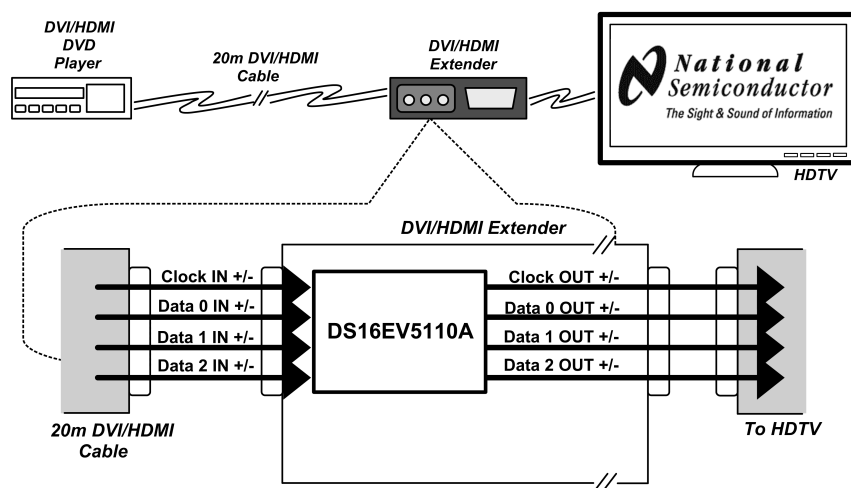 DVI/HDMI
DVD
Player
20m DVI/HDMI
Cable
DVI/HDMI
Extender
National
Semiconductor
The Sight & Sound of Information
HDTV
DVI/HDMI Extender
Clock IN +/-
Data 0 IN +/-
Data 1 IN +/-
Data 2 IN +/-
DS16EV5110A
Clock OUT +/-
Data 0 OUT +/-
Data 1 OUT +/-
Data 2 OUT +/-
20m DVI/HDMI
Cable
To HDTV